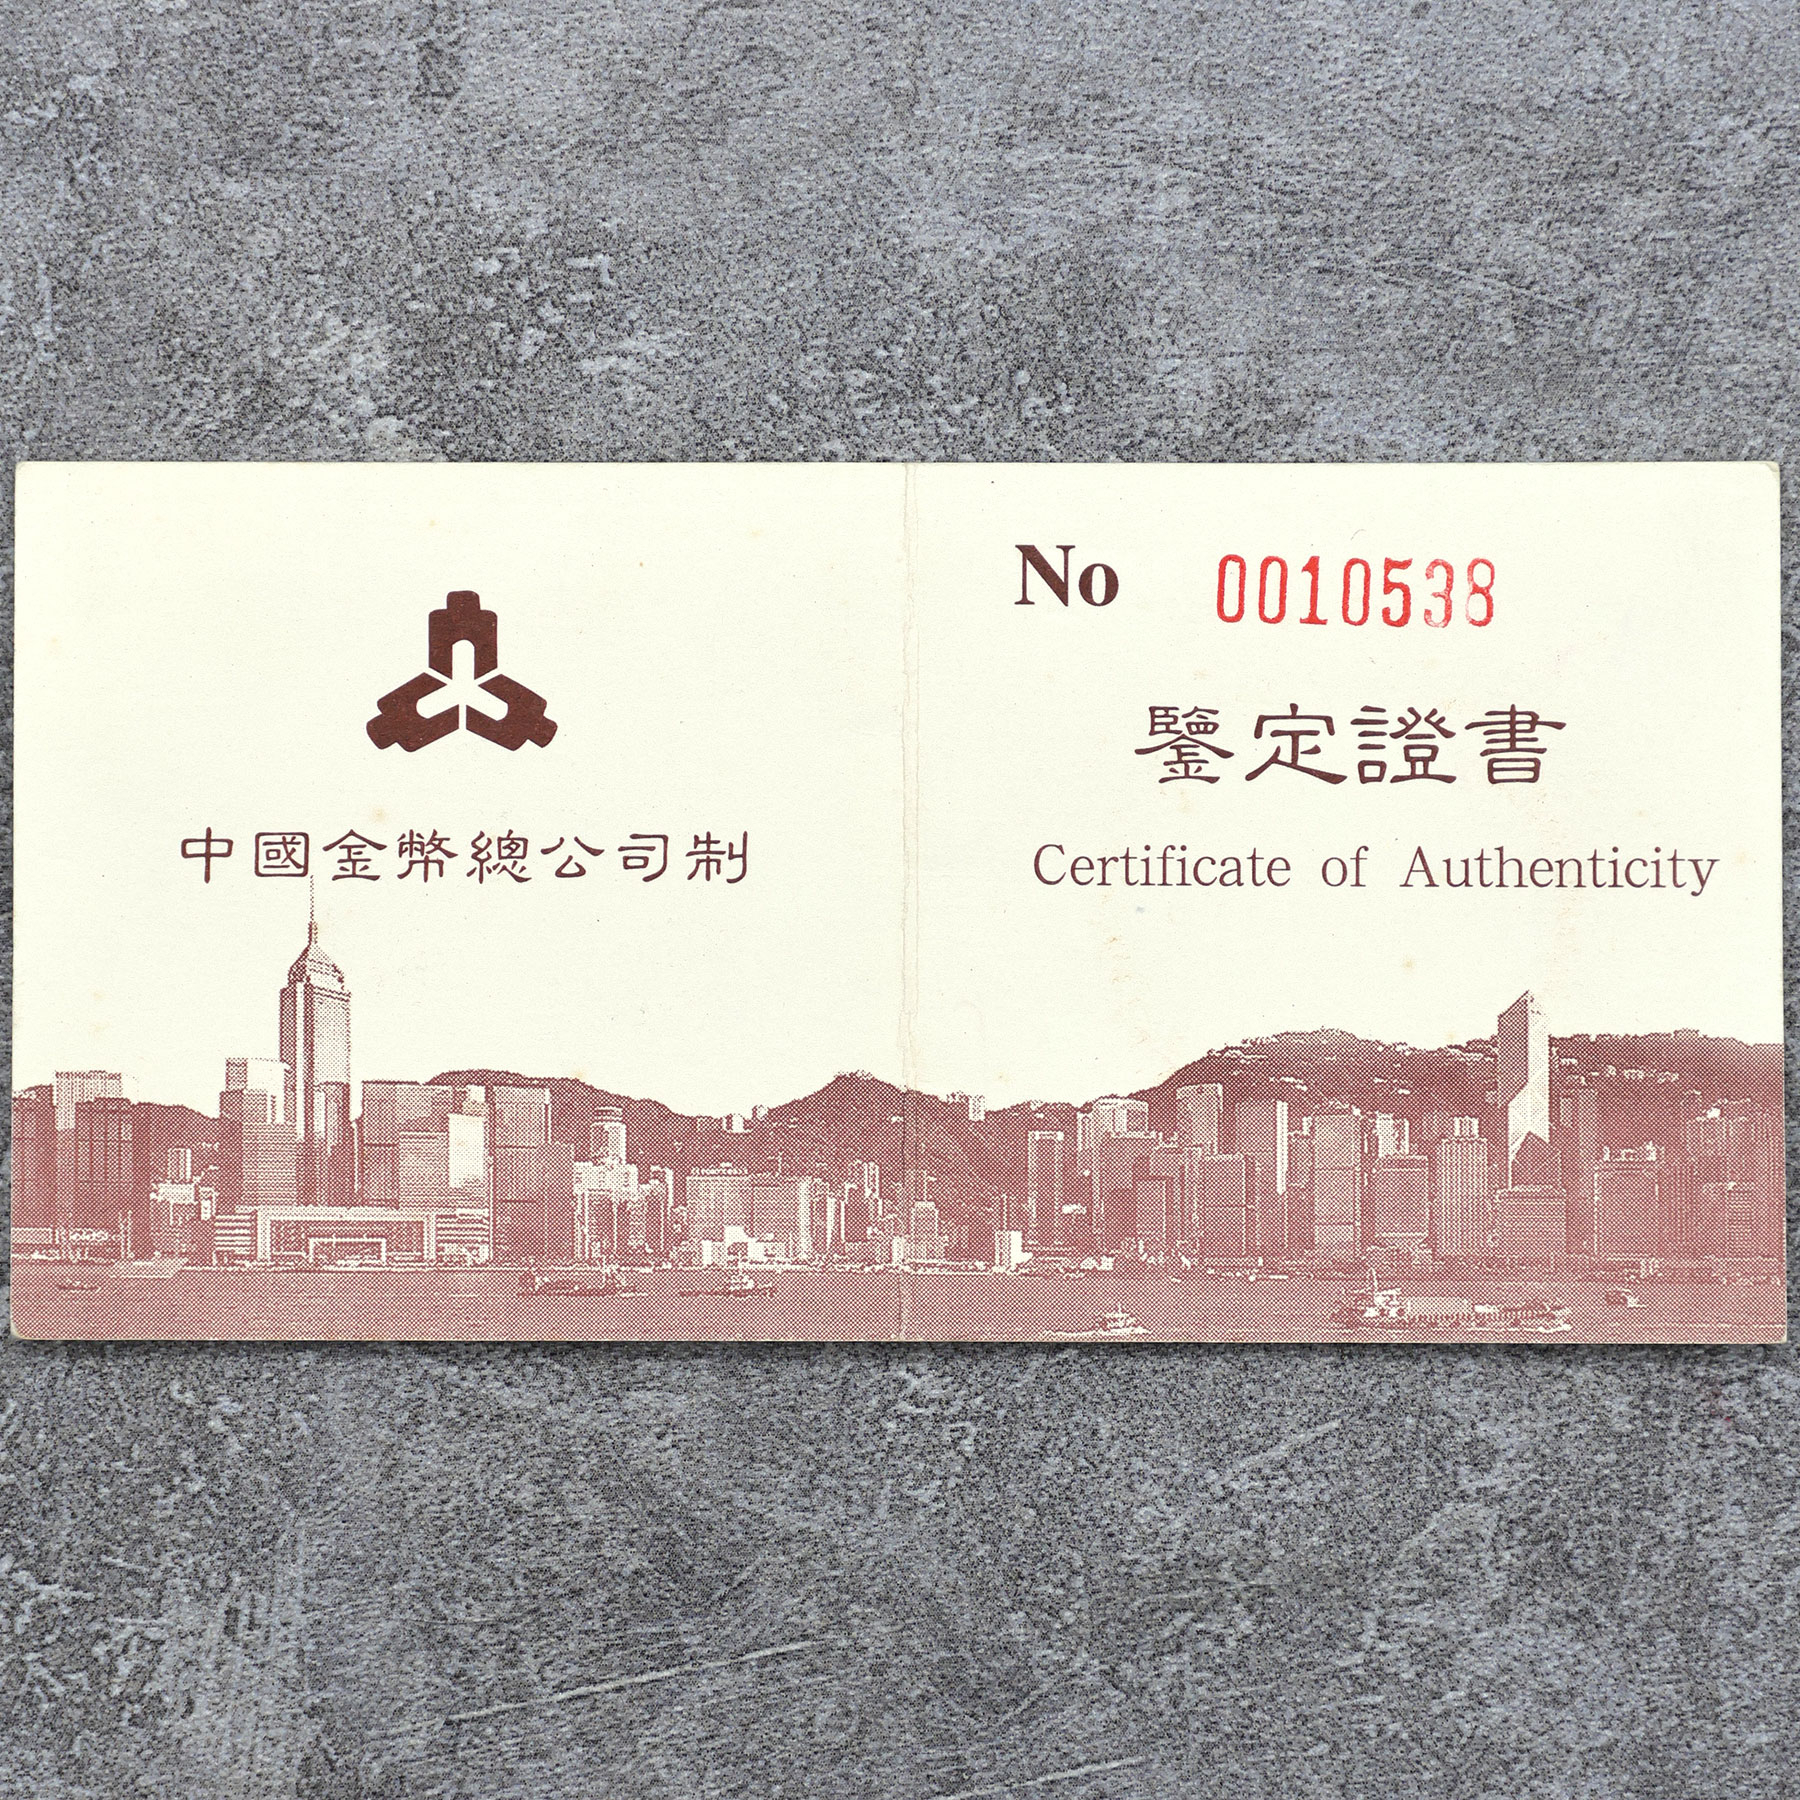 中國金幣總公司制
No 0010538
鑒定證書
Certificate of Authenticity